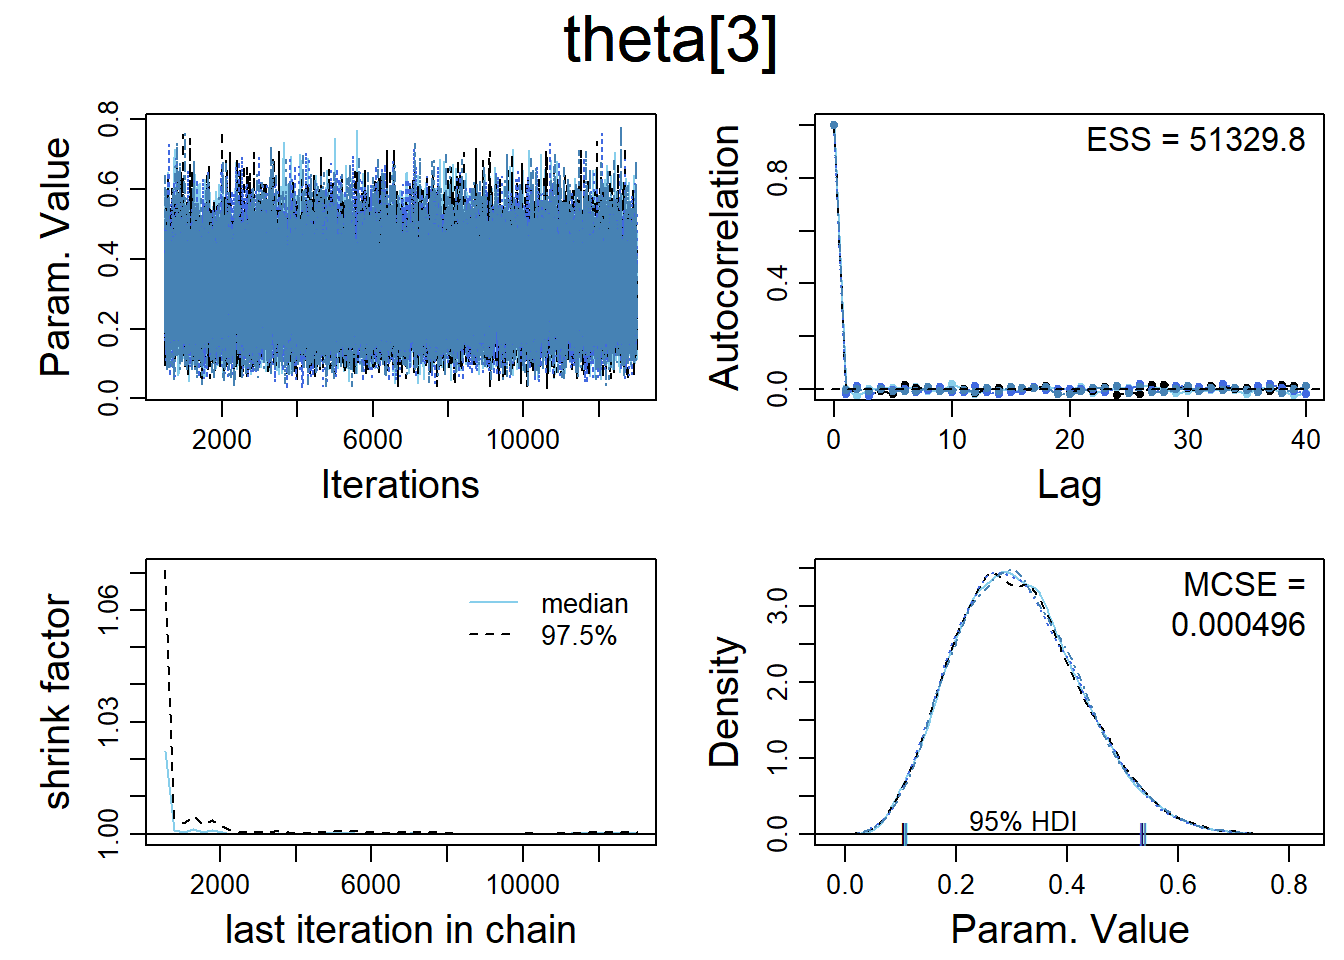 theta[3]
Param. Value
0.0 0.2 0.4 0.6 0.8
2000 6000 10000
Iterations
Autocorrelation
0.0 0.4 0.8
ESS = 51329.8
0 10 20 30 40
Lag
shrink factor
1.00 1.03 1.06
median
97.5%
2000 6000 10000
last iteration in chain
Density
0.0 1.0 2.0 3.0
MCSE =
0.000496
95% HDI
0.0 0.2 0.4 0.6 0.8
Param. Value